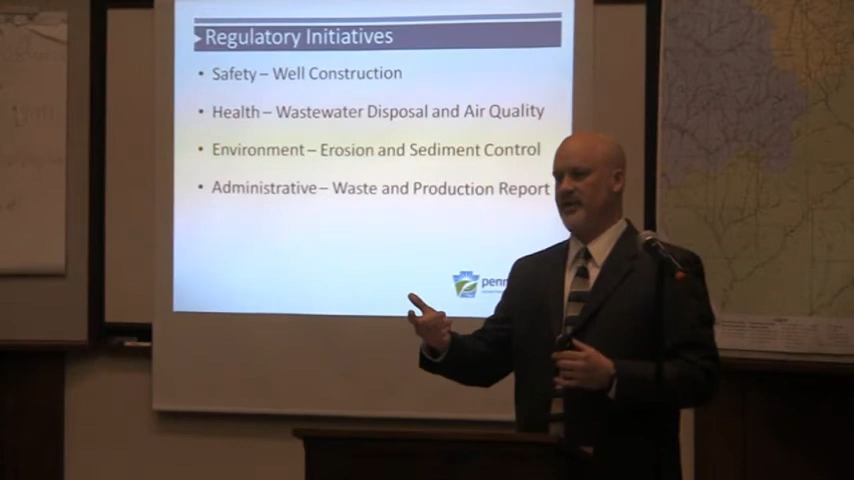 Regulatory Initiatives
• Safety – Well Construction
• Health – Wastewater Disposal and Air Quality
• Environment – Erosion and Sediment Control
• Administrative – Waste and Production Report
penn